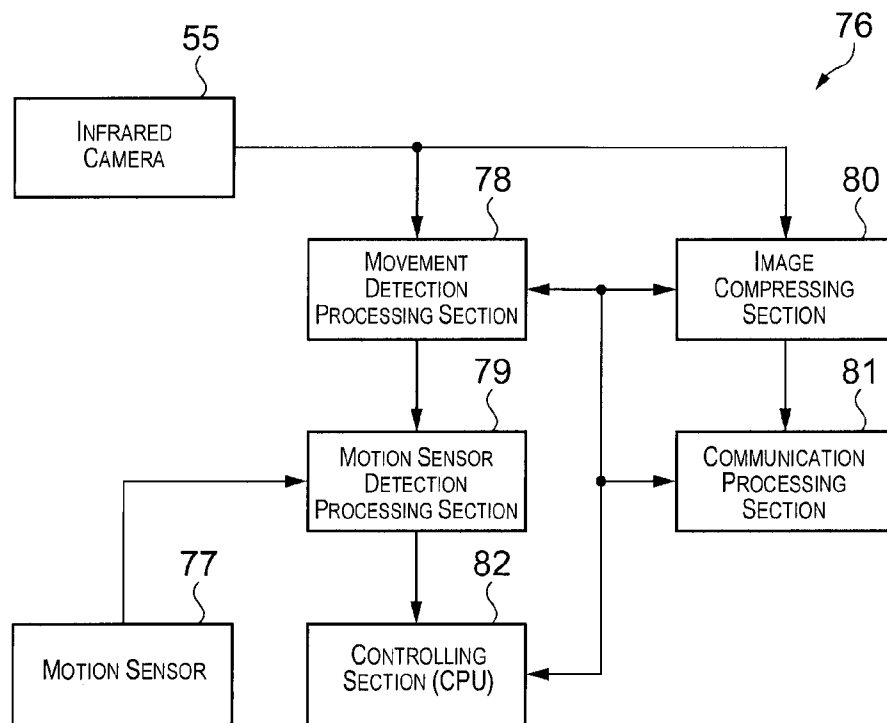 55
76
INFRARED
CAMERA
78
80
MOVEMENT
DETECTION
PROCESSING SECTION
IMAGE
COMPRESSING
SECTION
79
81
MOTION SENSOR
DETECTION
PROCESSING SECTION
COMMUNICATION
PROCESSING
SECTION
77
82
MOTION SENSOR
CONTROLLING
SECTION (CPU)